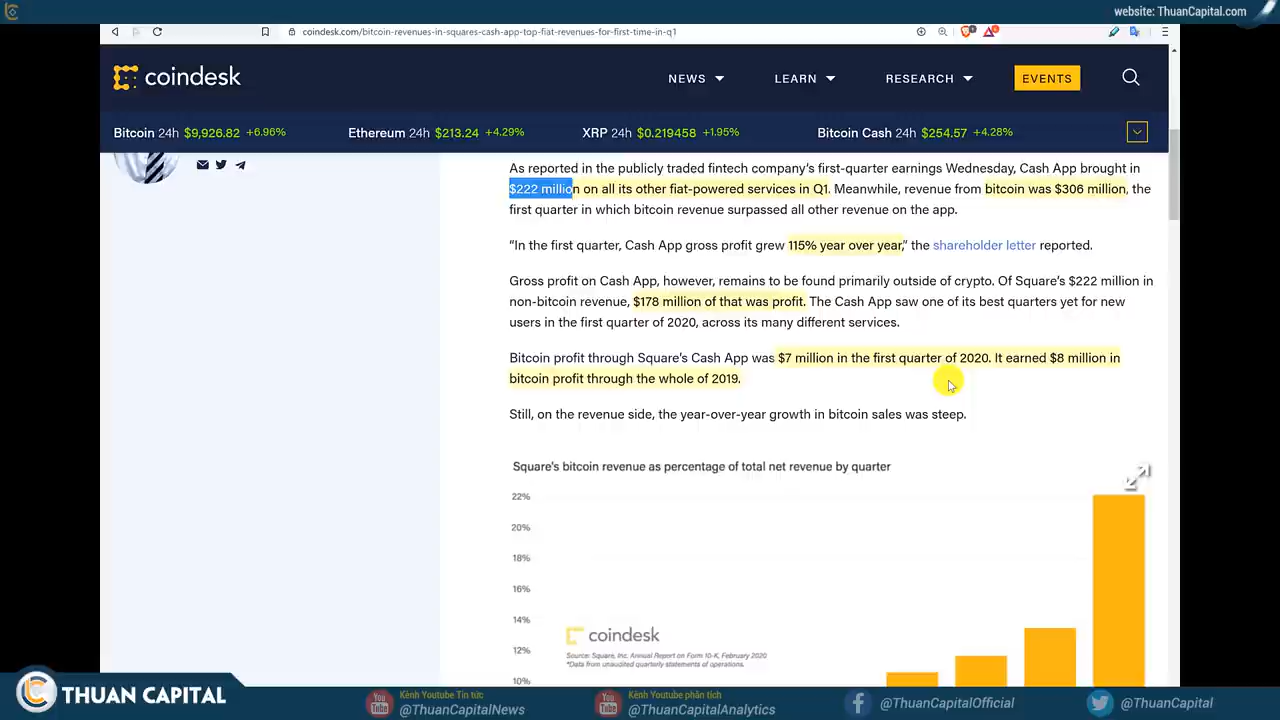 website: ThuanCapital.com
coindesk.com/bitcoin-revenues-in-squares-cash-app-top-fiat-revenues-for-first-time-in-q1
coindesk
NEWS LEARN RESEARCH EVENTS
Bitcoin 24h $9,926.82 +6.96% Ethereum 24h $213.24 +4.29% XRP 24h $0.219458 +1.95% Bitcoin Cash 24h $254.57 +4.28%
As reported in the publicly traded fintech company's first-quarter earnings Wednesday, Cash App brought in
$222 million on all its other fiat-powered services in Q1. Meanwhile, revenue from bitcoin was $306 million, the
first quarter in which bitcoin revenue surpassed all other revenue on the app.
“In the first quarter, Cash App gross profit grew 115% year over year,” the shareholder letter reported.
Gross profit on Cash App, however, remains to be found primarily outside of crypto. Of Square's $222 million in
non-bitcoin revenue, $178 million of that was profit. The Cash App saw one of its best quarters yet for new
users in the first quarter of 2020, across its many different services.
Bitcoin profit through Square's Cash App was $7 million in the first quarter of 2020. It earned $8 million in
bitcoin profit through the whole of 2019.
Still, on the revenue side, the year-over-year growth in bitcoin sales was steep.
Square's bitcoin revenue as percentage of total net revenue by quarter
22%
20%
18%
16%
14%
coindesk
12%
Source: Square, Inc. Annual Report on Form 10-K, February 2020
*Data from unaudited quarterly statements of operations.
10%
THUAN CAPITAL
Kênh Youtube Tin tức
@ThuanCapitalNews
Kênh Youtube phân tích
@ThuanCapitalAnalytics
@ThuanCapitalOfficial
@ThuanCapital